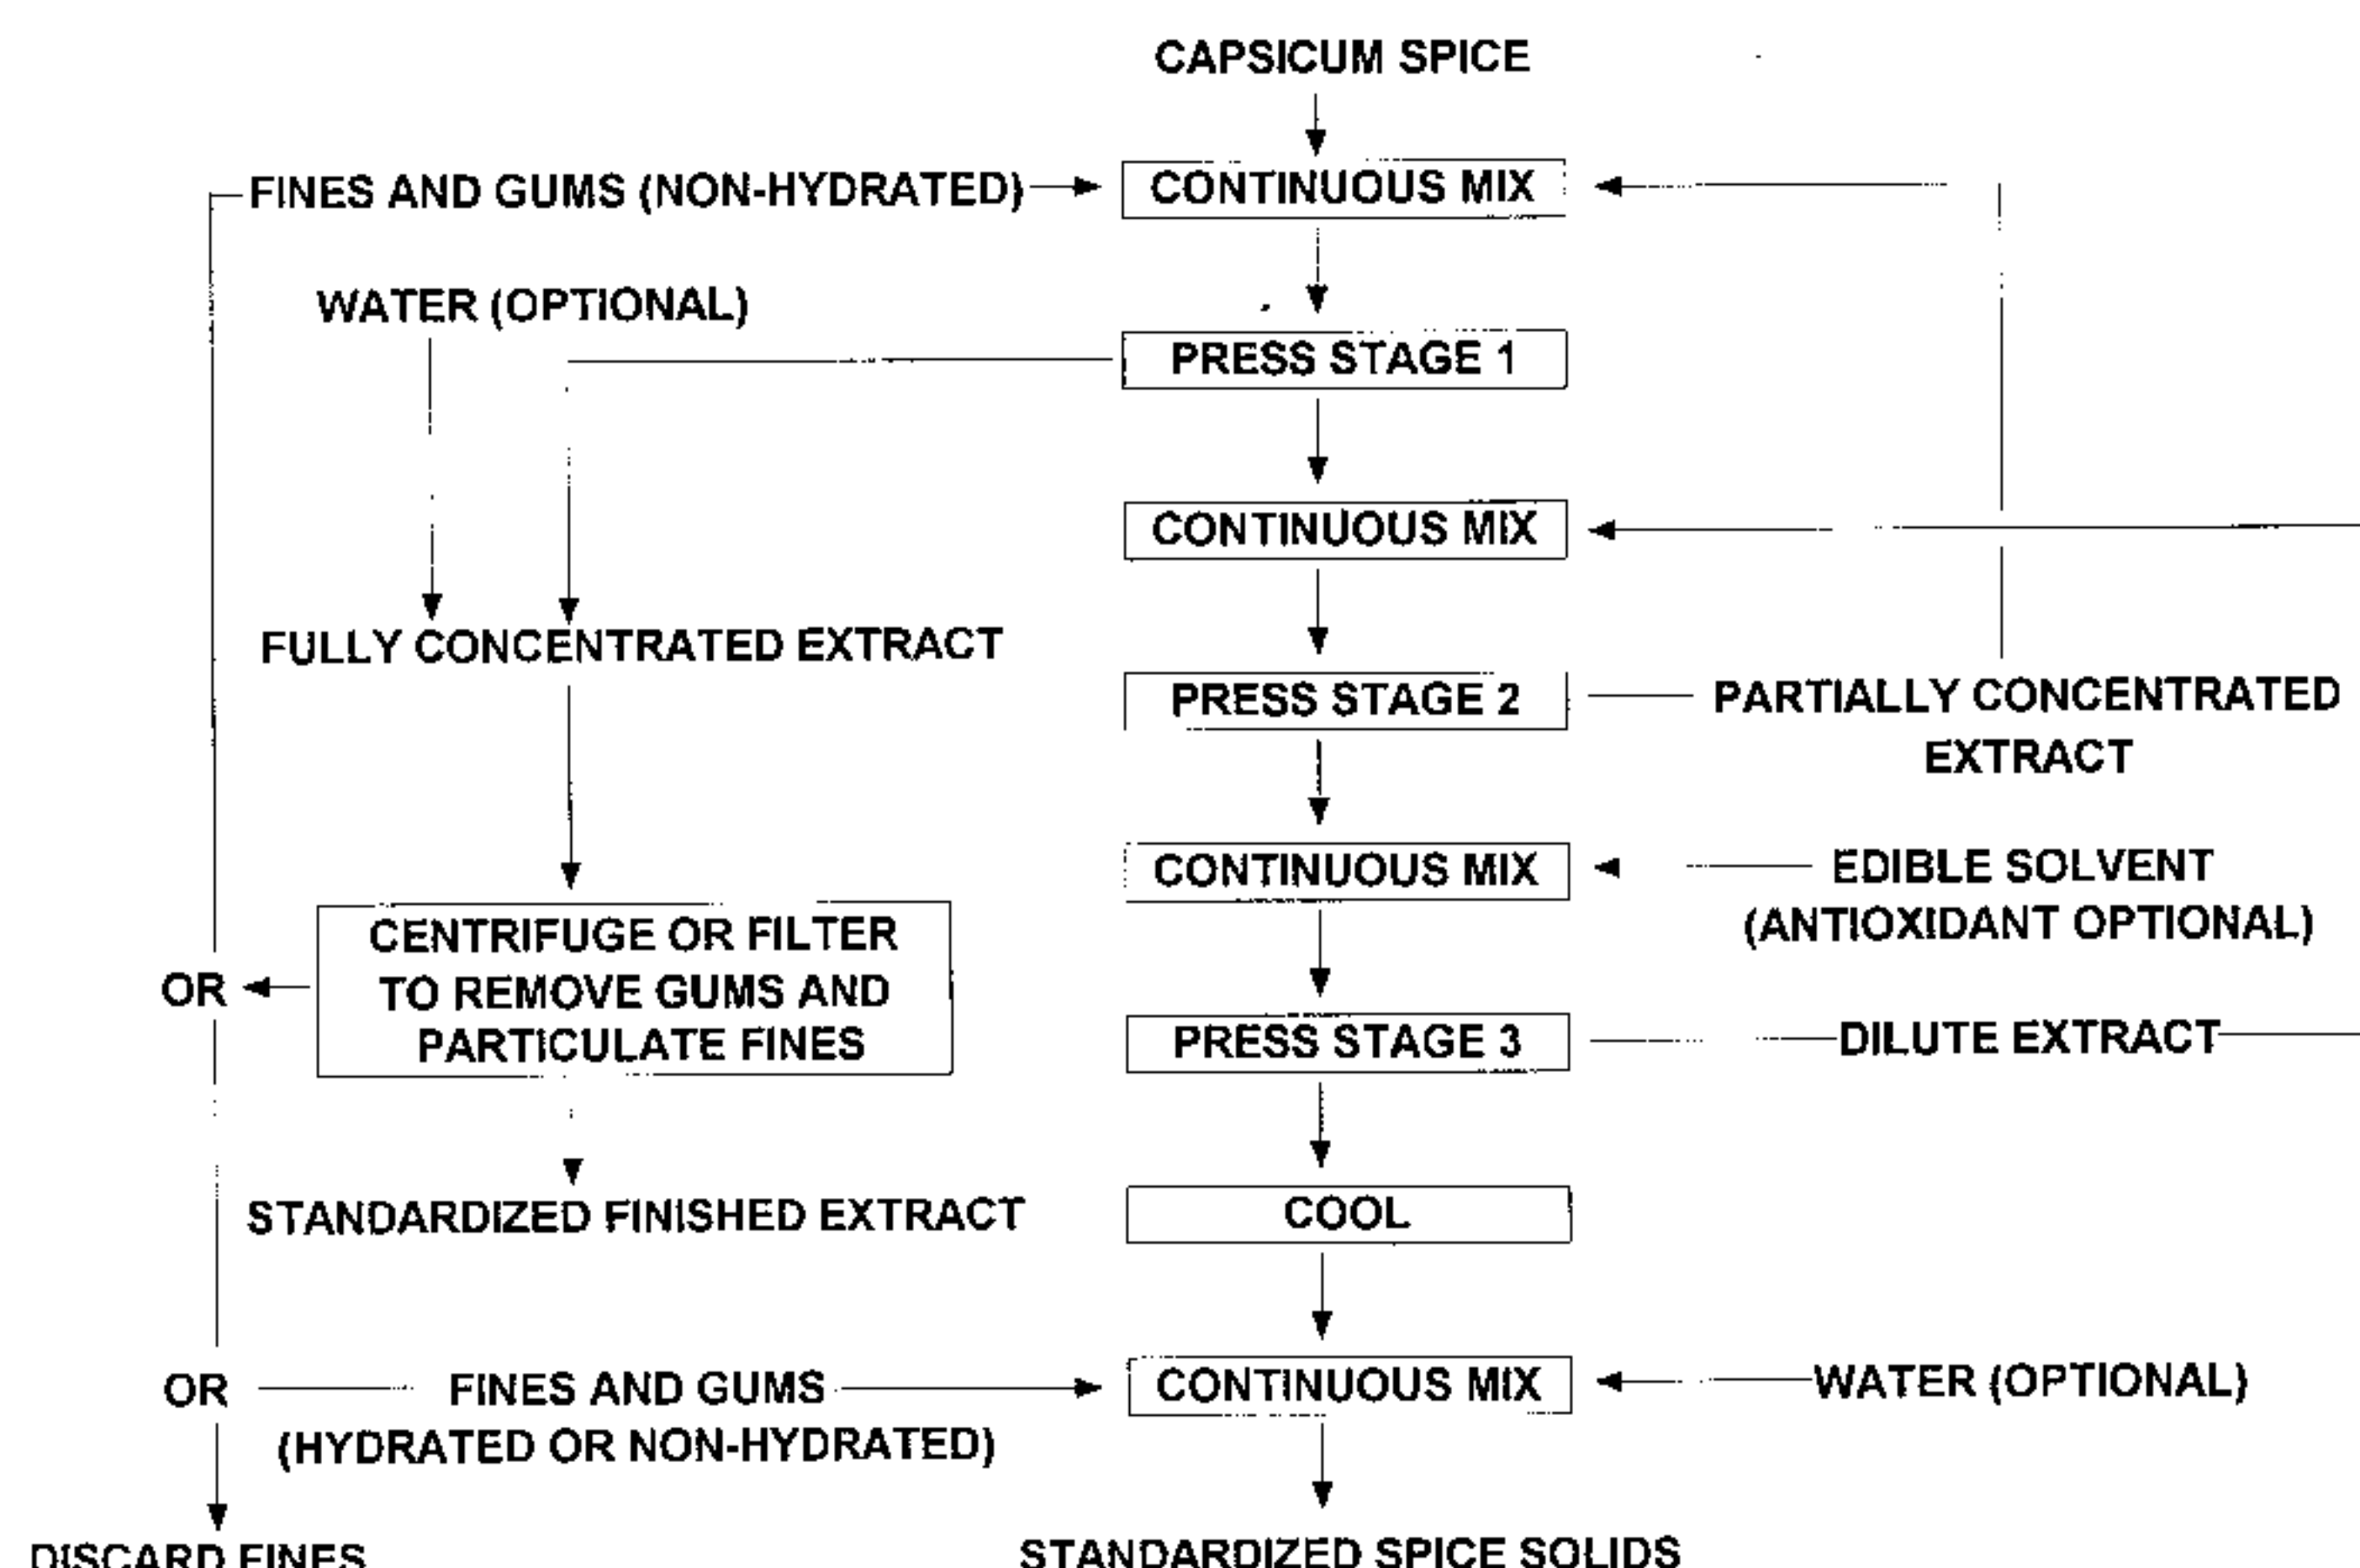 CAPSICUM SPICE
FINES AND GUMS (NON-HYDRATED)
CONTINUOUS MIX
WATER (OPTIONAL)
PRESS STAGE 1
CONTINUOUS MIX
FULLY CONCENTRATED EXTRACT
PRESS STAGE 2
PARTIALLY CONCENTRATED
EXTRACT
CONTINUOUS MIX
EDIBLE SOLVENT
(ANTIOXIDANT OPTIONAL)
CENTRIFUGE OR FILTER
TO REMOVE GUMS AND
PARTICULATE FINES
OR
PRESS STAGE 3
DILUTE EXTRACT
STANDARDIZED FINISHED EXTRACT
COOL
OR
FINES AND GUMS
(HYDRATED OR NON-HYDRATED)
CONTINUOUS MIX
WATER (OPTIONAL)
DISCARD FINES
STANDARDIZED SPICE SOLIDS